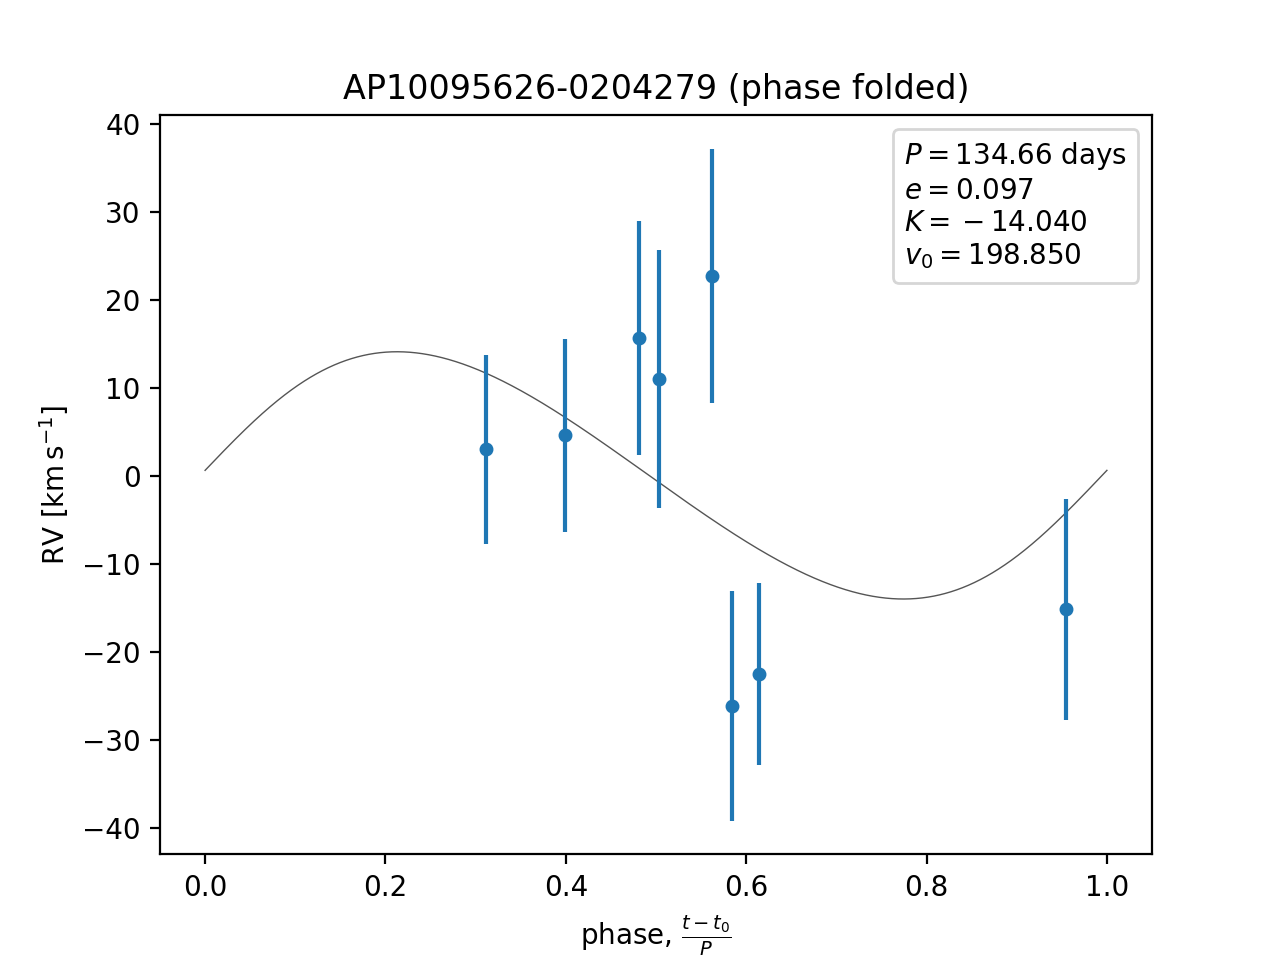 AP10095626-0204279 (phase folded)
P = 134.66 days
e = 0.097
K = −14.040
v₀ = 198.850
40
30
20
10
0
−10
−20
−30
−40
RV [km s⁻¹]
0.0 0.2 0.4 0.6 0.8 1.0
phase, (t − t₀)/P